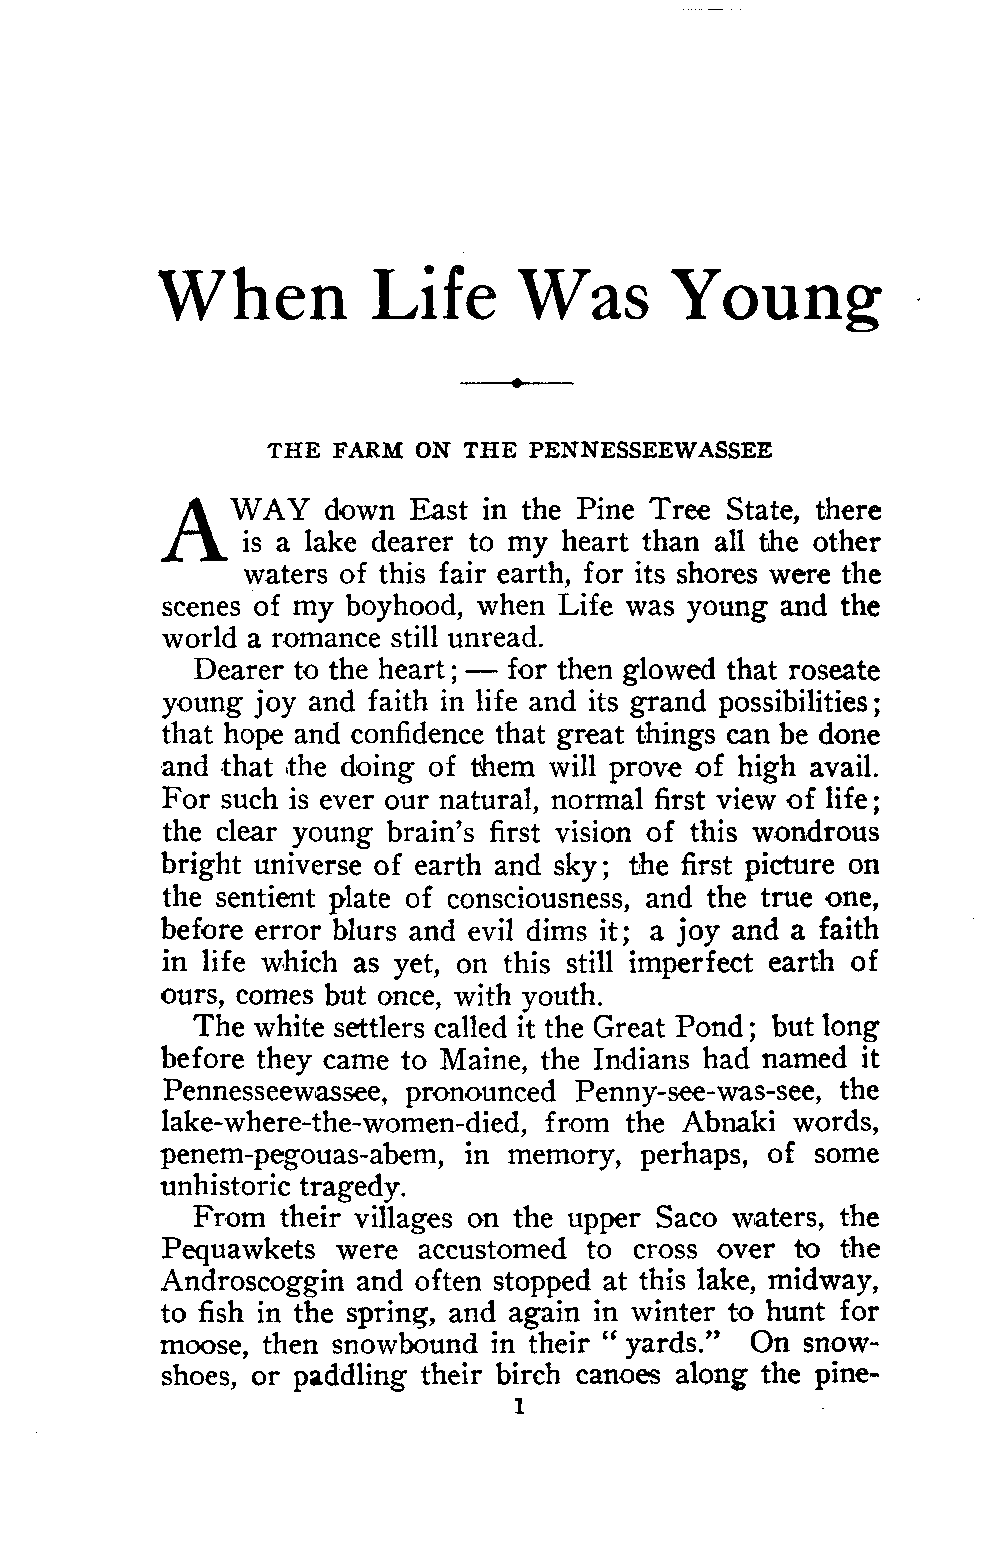 When Life Was Young
THE FARM ON THE PENNESSEEWASSEE
AWAY down East in the Pine Tree State, there
is a lake dearer to my heart than all the other
waters of this fair earth, for its shores were the
scenes of my boyhood, when Life was young and the
world a romance still unread.
Dearer to the heart; — for then glowed that roseate
young joy and faith in life and its grand possibilities;
that hope and confidence that great things can be done
and that the doing of them will prove of high avail.
For such is ever our natural, normal first view of life;
the clear young brain's first vision of this wondrous
bright universe of earth and sky; the first picture on
the sentient plate of consciousness, and the true one,
before error blurs and evil dims it; a joy and a faith
in life which as yet, on this still imperfect earth of
ours, comes but once, with youth.
The white settlers called it the Great Pond; but long
before they came to Maine, the Indians had named it
Pennesseewassee, pronounced Penny-see-was-see, the
lake-where-the-women-died, from the Abnaki words,
penem-pegouas-abem, in memory, perhaps, of some
unhistoric tragedy.
From their villages on the upper Saco waters, the
Pequawkets were accustomed to cross over to the
Androscoggin and often stopped at this lake, midway,
to fish in the spring, and again in winter to hunt for
moose, then snowbound in their "yards." On snow-
shoes, or paddling their birch canoes along the pine-
1